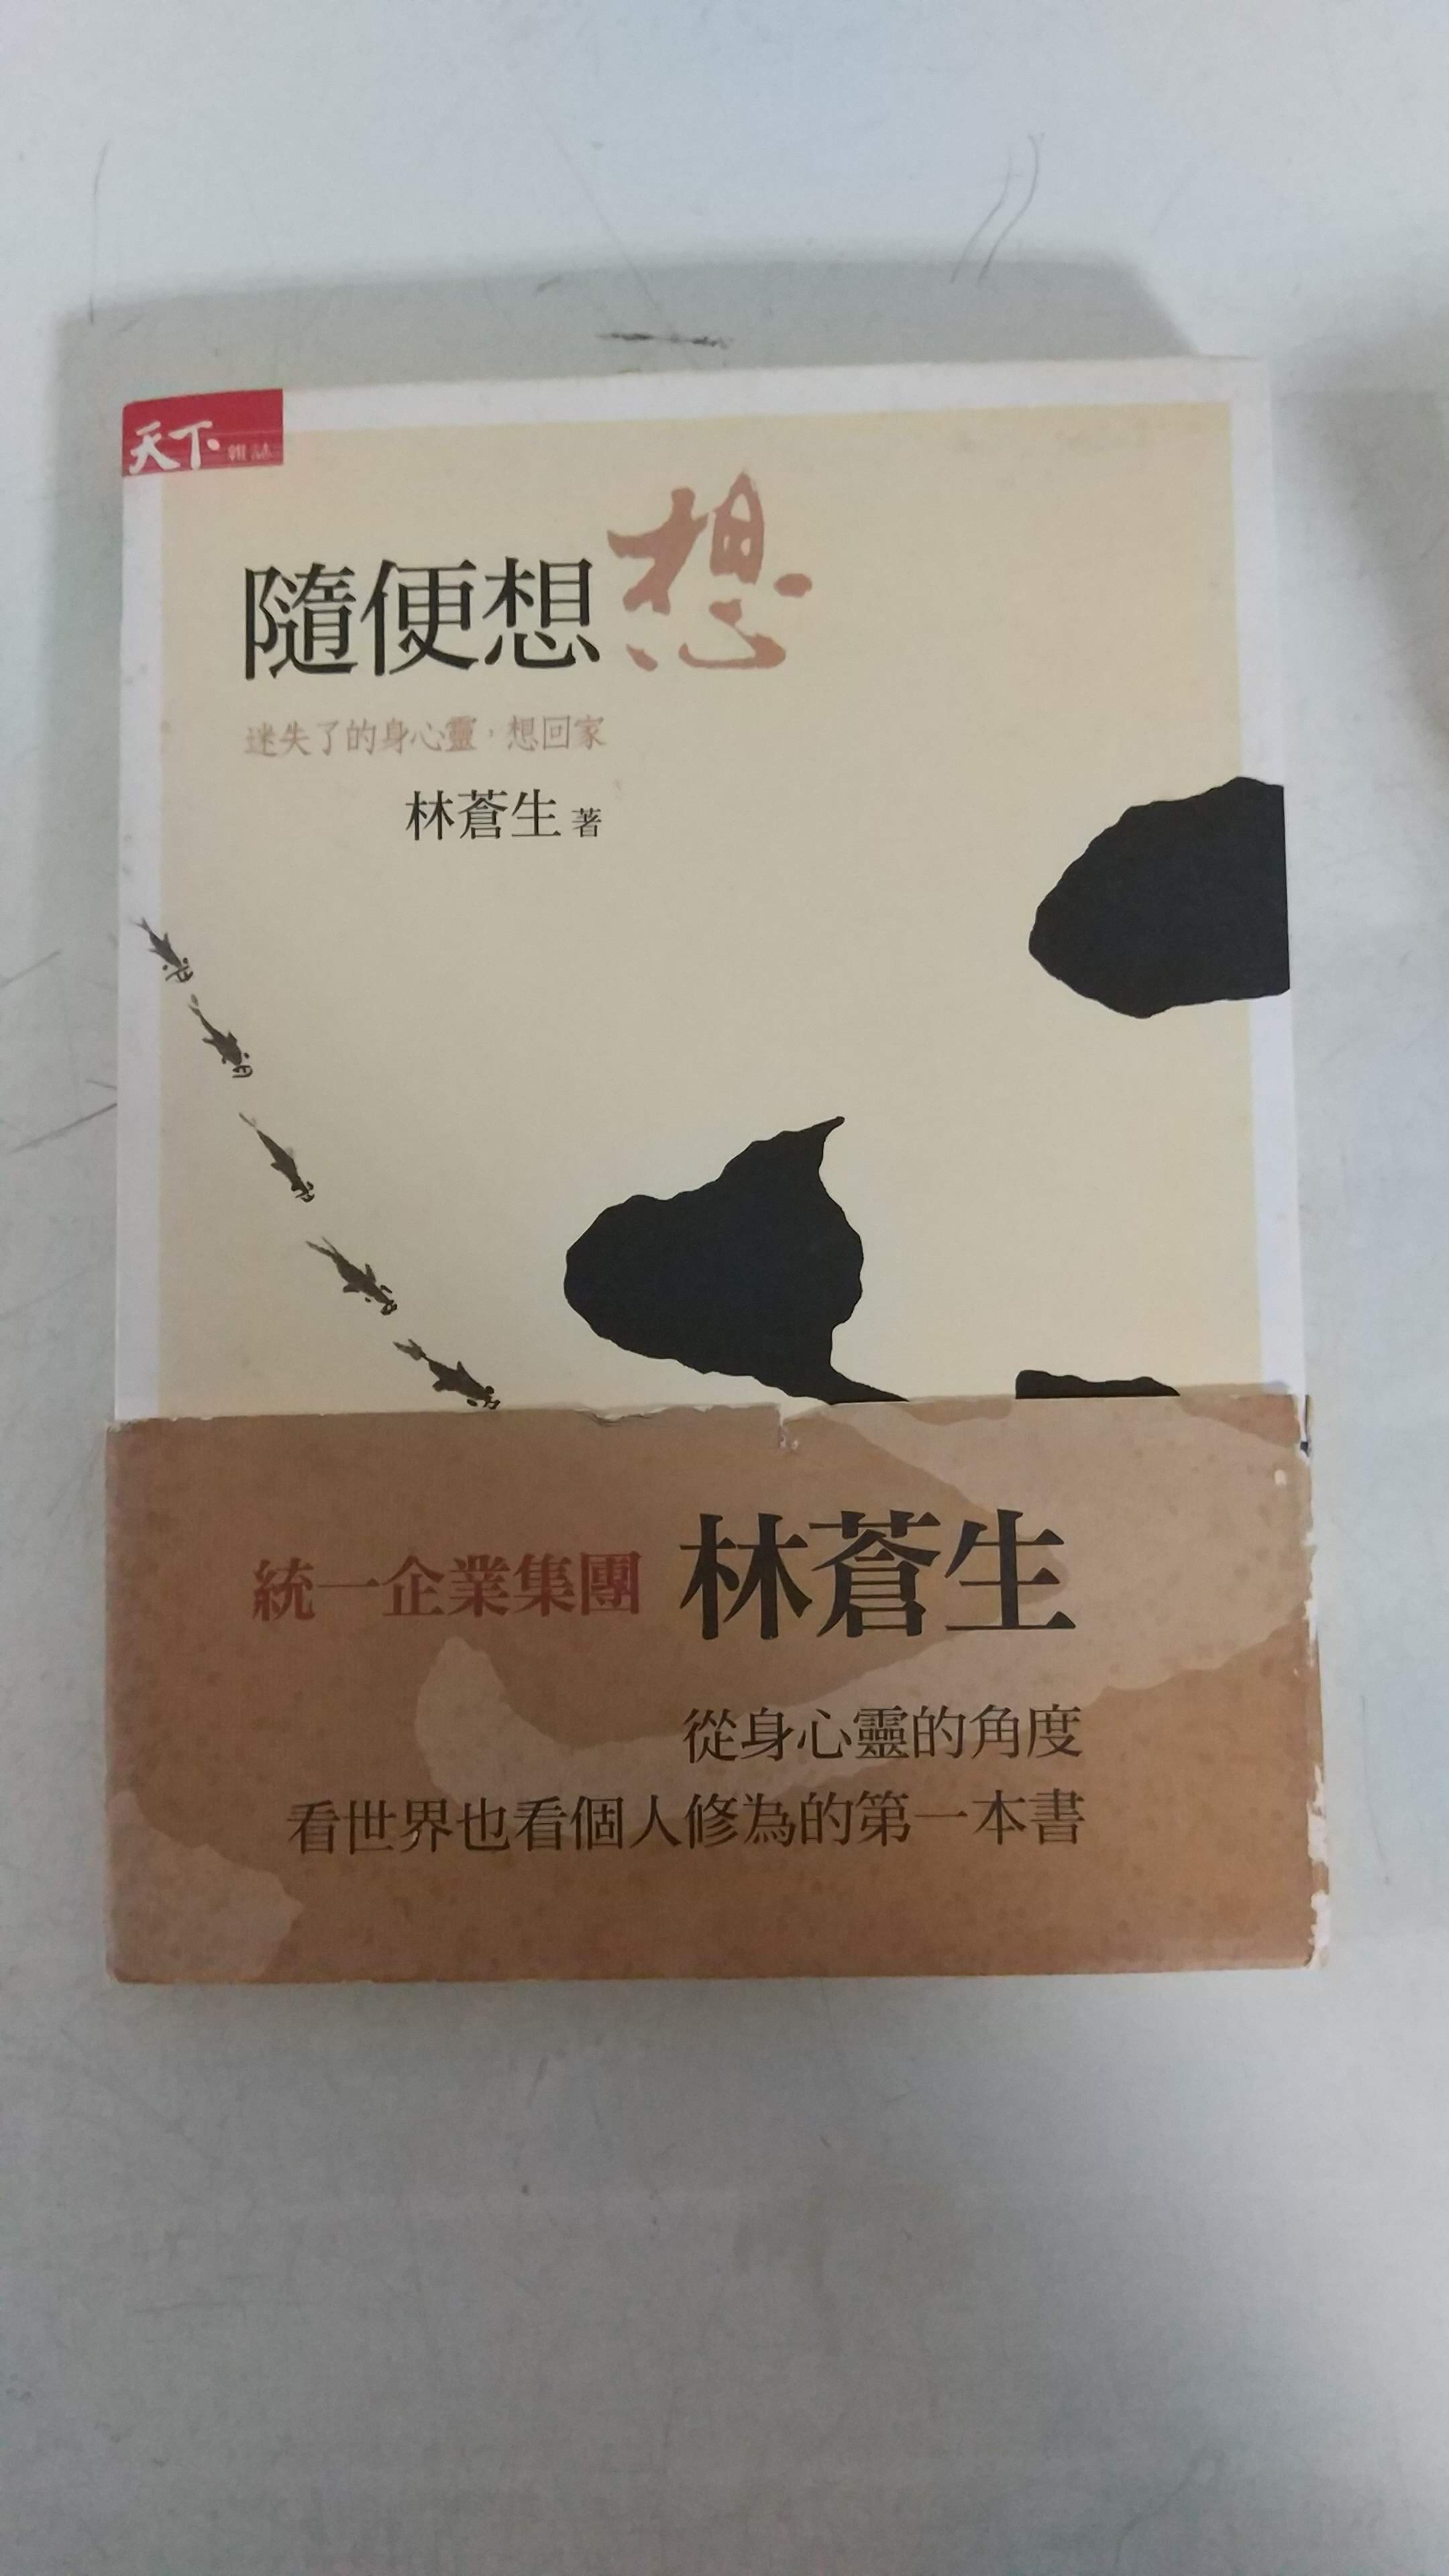 天下雜誌
隨便想想
迷失了的身心靈，想回家
林蒼生 著
統一企業集團 林蒼生
從身心靈的角度
看世界也看個人修為的第一本書